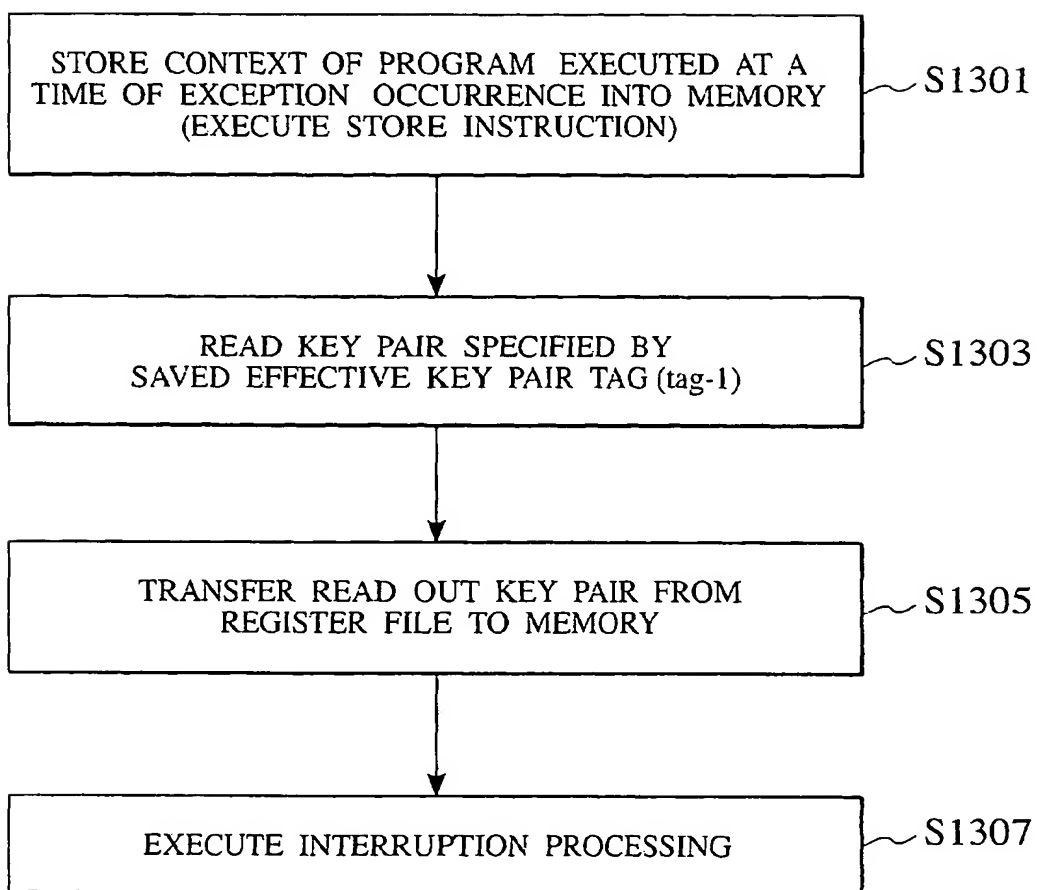 STORE CONTEXT OF PROGRAM EXECUTED AT A
TIME OF EXCEPTION OCCURRENCE INTO MEMORY
(EXECUTE STORE INSTRUCTION)
S1301
READ KEY PAIR SPECIFIED BY
SAVED EFFECTIVE KEY PAIR TAG (tag-1)
S1303
TRANSFER READ OUT KEY PAIR FROM
REGISTER FILE TO MEMORY
S1305
EXECUTE INTERRUPTION PROCESSING
S1307